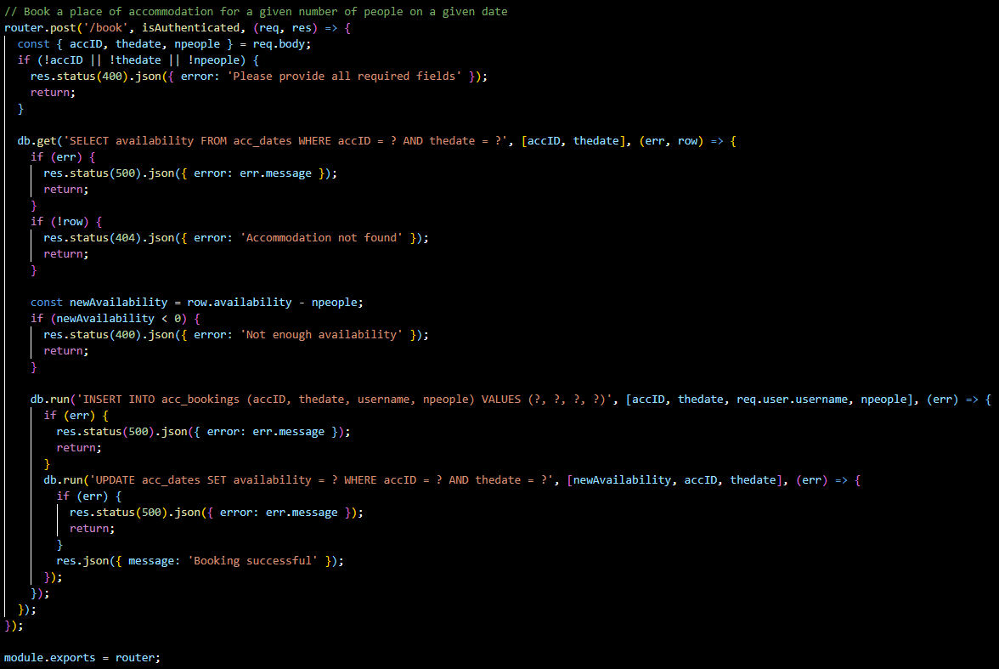 // Book a place of accommodation for a given number of people on a given date
router.post('/book', isAuthenticated, (req, res) => {
  const { accID, thedate, npeople } = req.body;
  if (!accID || !thedate || !npeople) {
    res.status(400).json({ error: 'Please provide all required fields' });
    return;
  }

  db.get('SELECT availability FROM acc_dates WHERE accID = ? AND thedate = ?', [accID, thedate], (err, row) => {
    if (err) {
      res.status(500).json({ error: err.message });
      return;
    }
    if (!row) {
      res.status(404).json({ error: 'Accommodation not found' });
      return;
    }

    const newAvailability = row.availability - npeople;
    if (newAvailability < 0) {
      res.status(400).json({ error: 'Not enough availability' });
      return;
    }

    db.run('INSERT INTO acc_bookings (accID, thedate, username, npeople) VALUES (?, ?, ?, ?)', [accID, thedate, req.user.username, npeople], (err) => {
      if (err) {
        res.status(500).json({ error: err.message });
        return;
      }
      db.run('UPDATE acc_dates SET availability = ? WHERE accID = ? AND thedate = ?', [newAvailability, accID, thedate], (err) => {
        if (err) {
          res.status(500).json({ error: err.message });
          return;
        }
        res.json({ message: 'Booking successful' });
      });
    });
  });
});

module.exports = router;